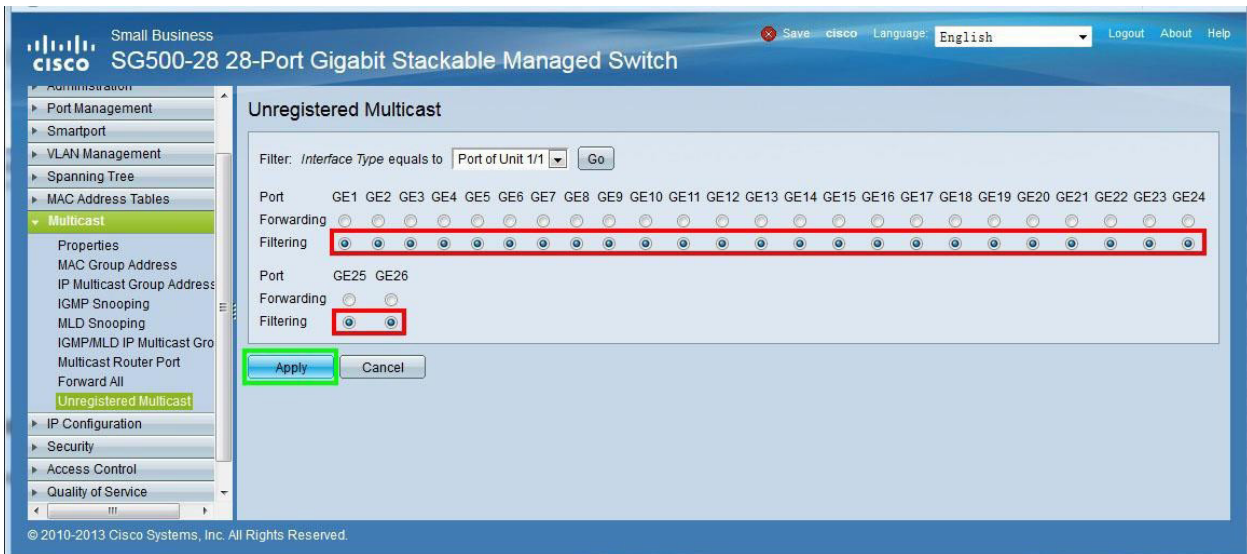 Small Business
Save cisco Language: English Logout About Help
cisco SG500-28 28-Port Gigabit Stackable Managed Switch
Administration
Port Management
Smartport
VLAN Management
Spanning Tree
MAC Address Tables
Multicast
Properties
MAC Group Address
IP Multicast Group Address
IGMP Snooping
MLD Snooping
IGMP/MLD IP Multicast Gro
Multicast Router Port
Forward All
Unregistered Multicast
IP Configuration
Security
Access Control
Quality of Service
Unregistered Multicast
Filter: Interface Type equals to Port of Unit 1/1 Go
Port GE1 GE2 GE3 GE4 GE5 GE6 GE7 GE8 GE9 GE10 GE11 GE12 GE13 GE14 GE15 GE16 GE17 GE18 GE19 GE20 GE21 GE22 GE23 GE24
Forwarding
Filtering
Port GE25 GE26
Forwarding
Filtering
Apply Cancel
© 2010-2013 Cisco Systems, Inc. All Rights Reserved.